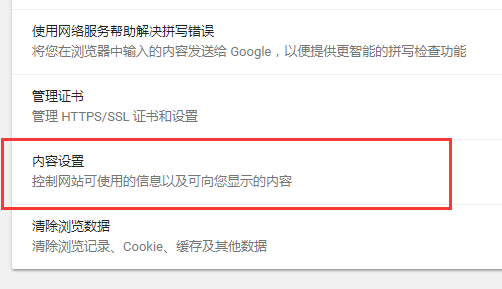 使用网络服务帮助解决拼写错误
将您在浏览器中输入的内容发送给 Google，以便提供更智能的拼写检查功能
管理证书
管理 HTTPS/SSL 证书和设置
内容设置
控制网站可使用的信息以及可向您显示的内容
清除浏览数据
清除浏览记录、Cookie、缓存及其他数据